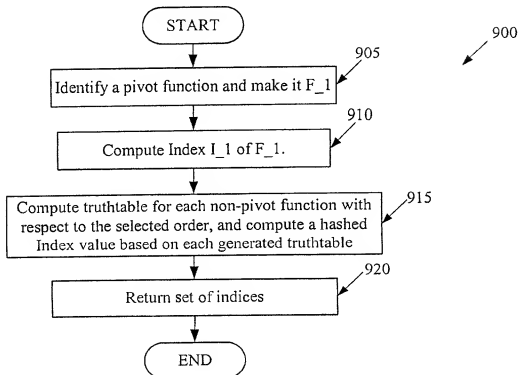 START
900
905
Identify a pivot function and make it F_1
910
Compute Index I_1 of F_1.
915
Compute truthtable for each non-pivot function with
respect to the selected order, and compute a hashed
Index value based on each generated truthtable
920
Return set of indices
END